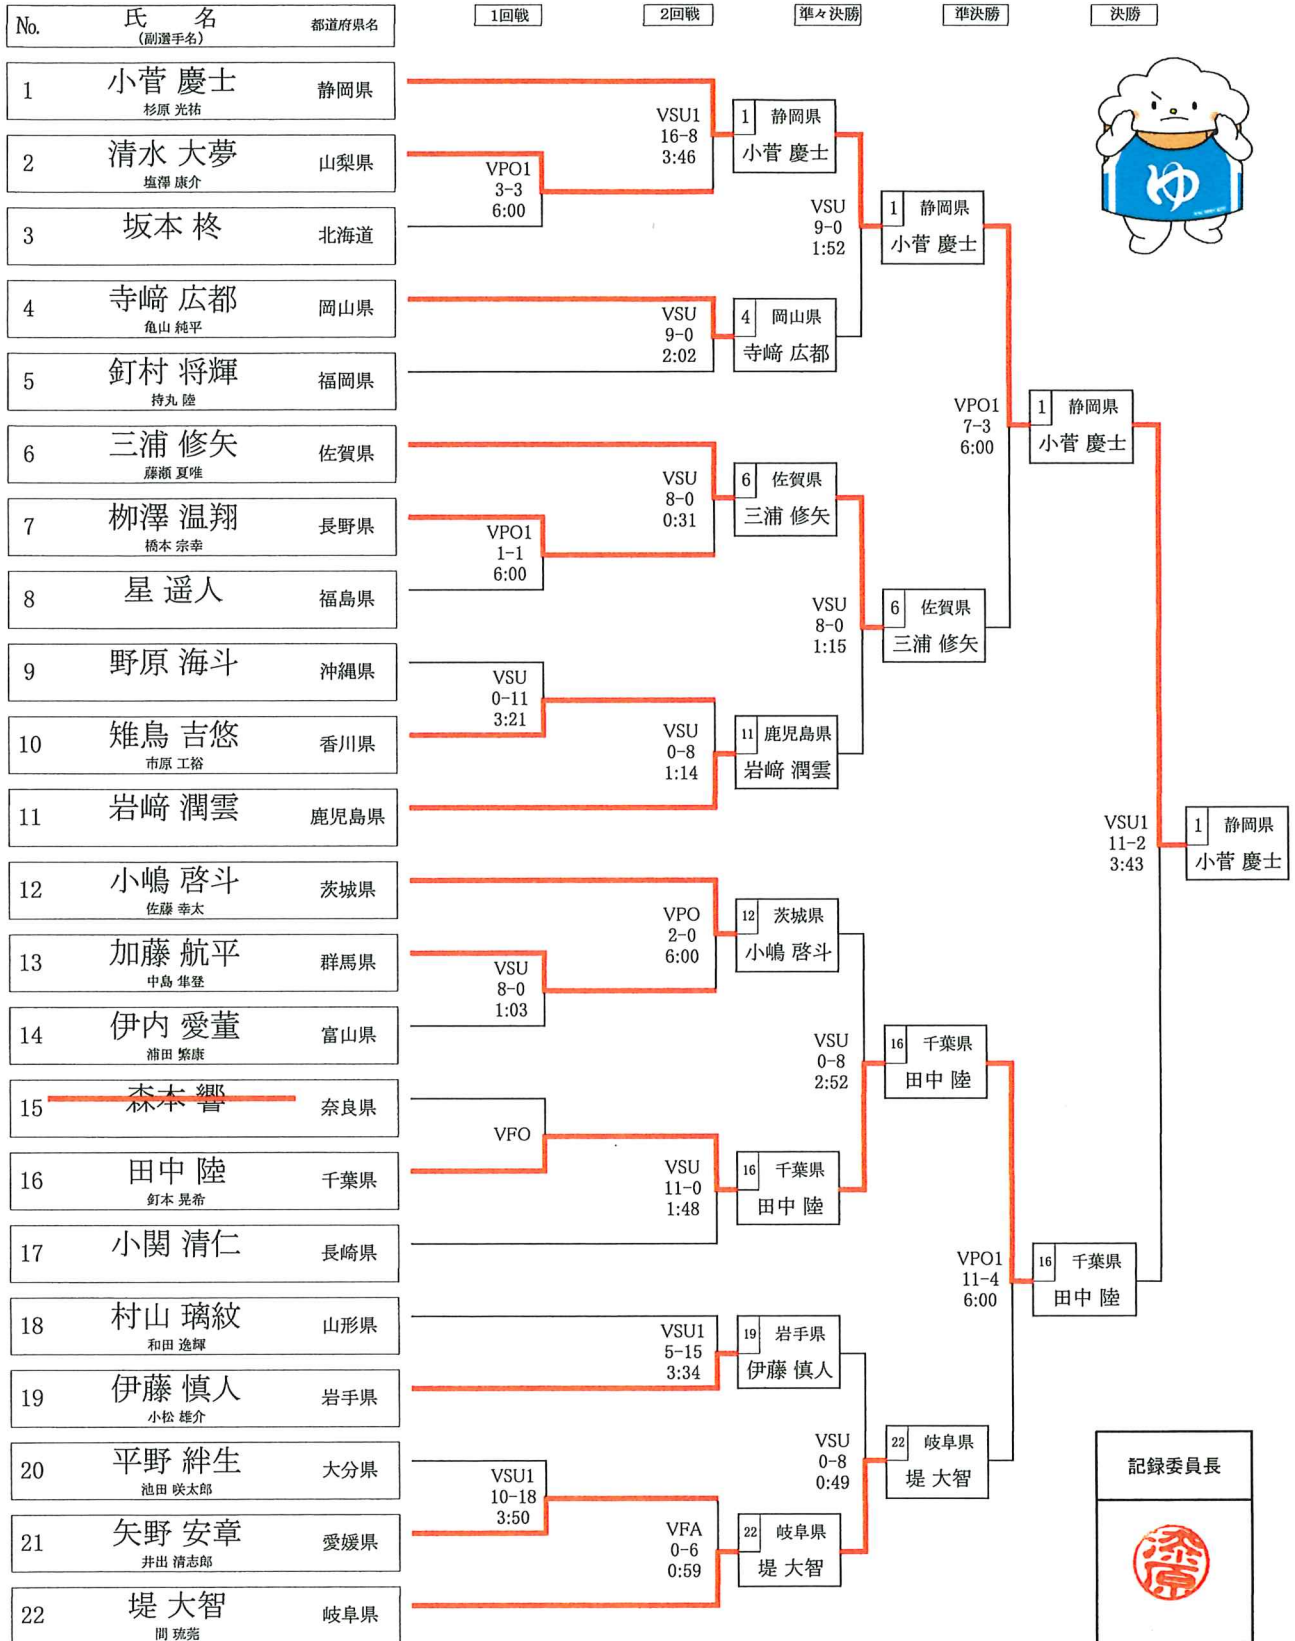 No. 氏 名 (副選手名) 都道府県名 1回戦 2回戦 準々決勝 準決勝 決勝
1 小菅 慶士 静岡県
杉原 光祐
2 清水 大夢 山梨県
塩澤 康介
3 坂本 柊 北海道
4 寺﨑 広都 岡山県
亀山 純平
5 釘村 将輝 福岡県
持丸 陸
6 三浦 修矢 佐賀県
藤瀬 夏唯
7 栁澤 温翔 長野県
橋本 宗幸
8 星 遥人 福島県
9 野原 海斗 沖縄県
10 雉鳥 吉悠 香川県
市原 工裕
11 岩﨑 潤雲 鹿児島県
12 小嶋 啓斗 茨城県
佐藤 幸太
13 加藤 航平 群馬県
中島 隼登
14 伊内 愛董 富山県
浦田 繁康
15 森本 響 奈良県
16 田中 陸 千葉県
釘本 晃希
17 小関 清仁 長崎県
18 村山 璃紋 山形県
和田 逸輝
19 伊藤 慎人 岩手県
小松 雄介
20 平野 絆生 大分県
池田 咲太郎
21 矢野 安章 愛媛県
井出 清志郎
22 堤 大智 岐阜県
間 琉莞
VPO1
3-3
6:00
VPO1
1-1
6:00
VSU
0-11
3:21
VSU
8-0
1:03
VFO
VSU1
10-18
3:50
VSU1
16-8
3:46
VSU
9-0
2:02
VSU
8-0
0:31
VSU
0-8
1:14
VPO
2-0
6:00
VSU
11-0
1:48
VSU1
5-15
3:34
VFA
0-6
0:59
1 静岡県
小菅 慶士
4 岡山県
寺﨑 広都
6 佐賀県
三浦 修矢
11 鹿児島県
岩﨑 潤雲
12 茨城県
小嶋 啓斗
16 千葉県
田中 陸
19 岩手県
伊藤 慎人
22 岐阜県
堤 大智
VSU
9-0
1:52
VSU
8-0
1:15
VSU
0-8
2:52
VSU
0-8
0:49
1 静岡県
小菅 慶士
6 佐賀県
三浦 修矢
16 千葉県
田中 陸
22 岐阜県
堤 大智
VPO1
7-3
6:00
VPO1
11-4
6:00
1 静岡県
小菅 慶士
16 千葉県
田中 陸
VSU1
11-2
3:43
1 静岡県
小菅 慶士
ゆ
記録委員長
漆原